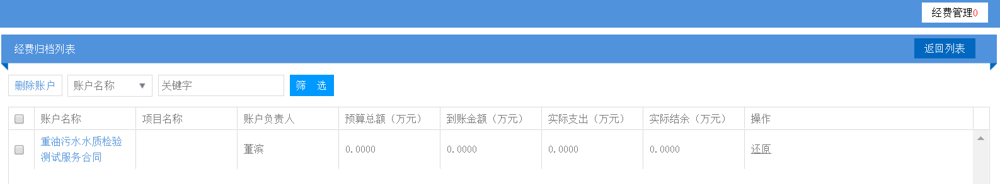 经费管理0
经费归档列表
返回列表
删除账户
账户名称
关键字
筛 选
账户名称
项目名称
账户负责人
预算总额（万元）
到账金额（万元）
实际支出（万元）
实际结余（万元）
操作
重油污水水质检验
测试服务合同
董滨
0.0000
0.0000
0.0000
0.0000
还原